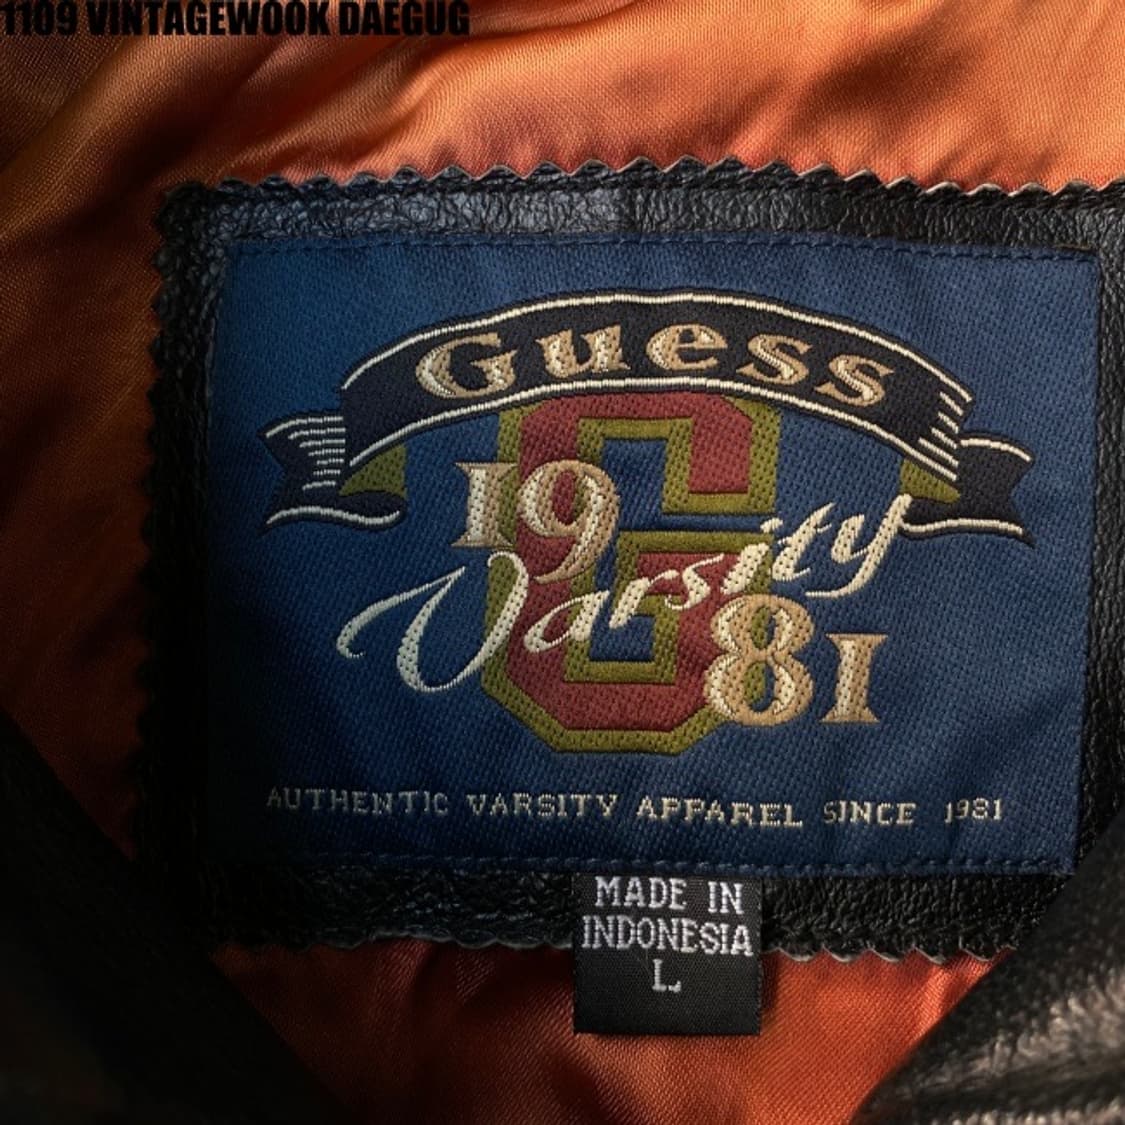 1109 VINTAGEWOOK DAEGUG
Guess
19
Varsity
81
AUTHENTIC VARSITY APPAREL SINCE 1981
MADE IN
INDONESIA
L